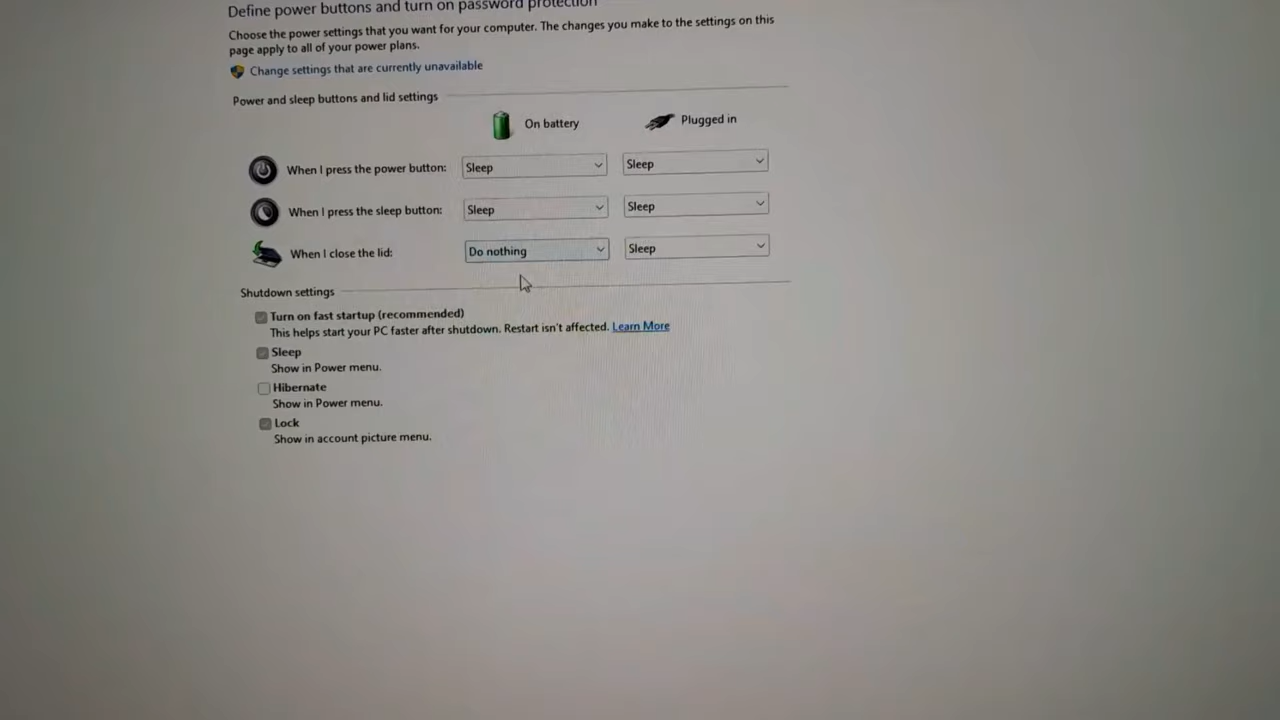 Define power buttons and turn on password protection
Choose the power settings that you want for your computer. The changes you make to the settings on this
page apply to all of your power plans.
Change settings that are currently unavailable
Power and sleep buttons and lid settings
On battery
Plugged in
When I press the power button:
Sleep
Sleep
When I press the sleep button:
Sleep
Sleep
When I close the lid:
Do nothing
Sleep
Shutdown settings
Turn on fast startup (recommended)
This helps start your PC faster after shutdown. Restart isn't affected. Learn More
Sleep
Show in Power menu.
Hibernate
Show in Power menu.
Lock
Show in account picture menu.